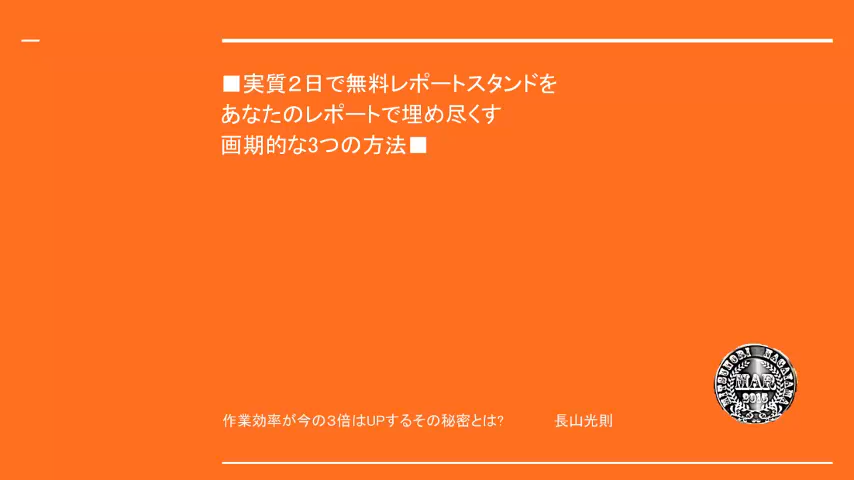 ■実質２日で無料レポートスタンドを
あなたのレポートで埋め尽くす
画期的な3つの方法■
MITSUNORI NAGAYAMA
MAR
2015
作業効率が今の３倍はUPするその秘密とは? 長山光則